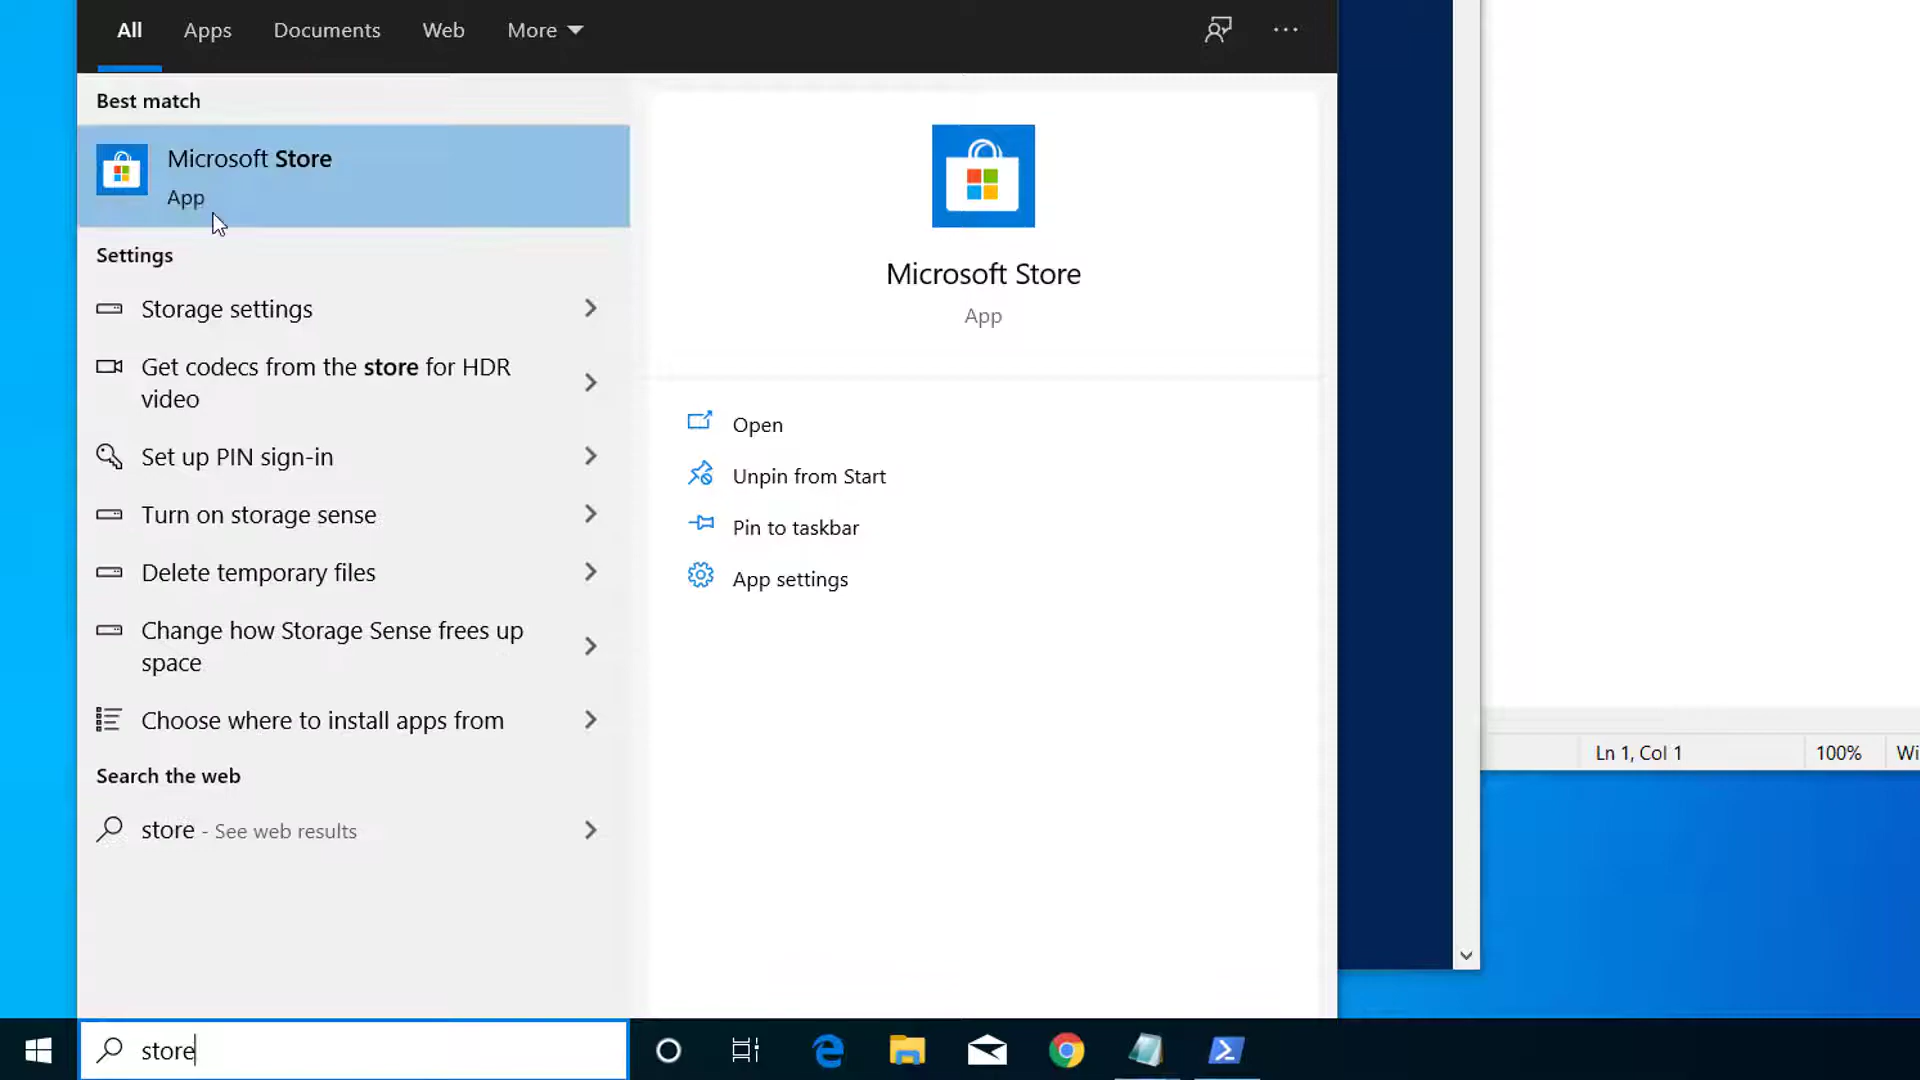 All Apps Documents Web More
Best match
Microsoft Store
App
Settings
Storage settings
Get codecs from the store for HDR
video
Set up PIN sign-in
Turn on storage sense
Delete temporary files
Change how Storage Sense frees up
space
Choose where to install apps from
Search the web
store - See web results
Microsoft Store
App
Open
Unpin from Start
Pin to taskbar
App settings
Ln 1, Col 1 100% Wi
store